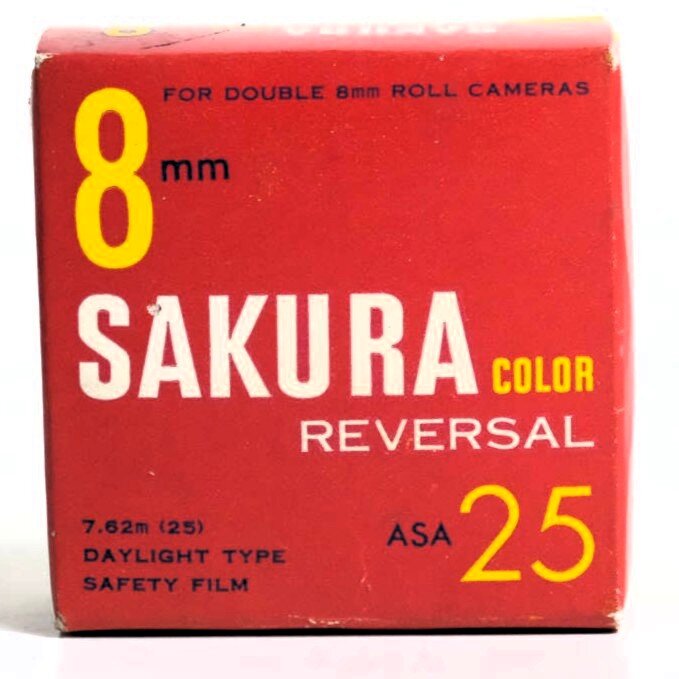 FOR DOUBLE 8mm ROLL CAMERAS
8mm
SAKURA COLOR
REVERSAL
ASA 25
7.62m (25)
DAYLIGHT TYPE
SAFETY FILM